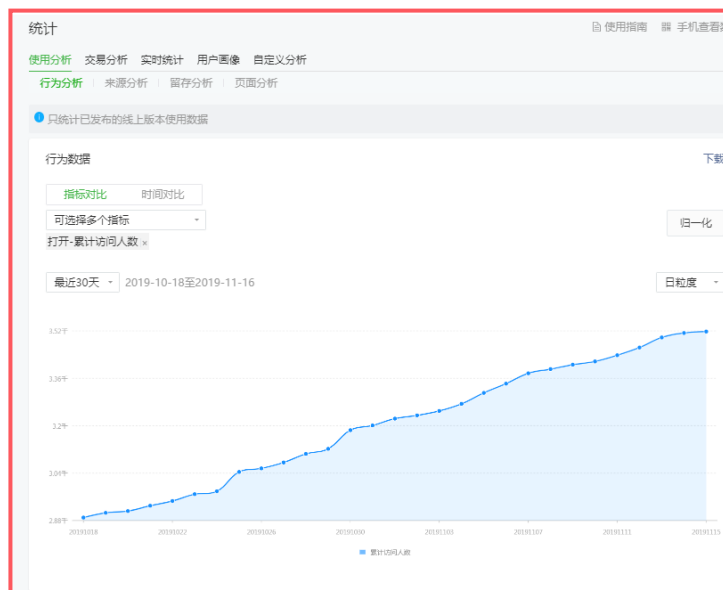 统计
使用指南 手机查看
使用分析 交易分析 实时统计 用户画像 自定义分析
行为分析 来源分析 留存分析 页面分析
只统计已发布的线上版本使用数据
行为数据 下载
指标对比 时间对比
可选择多个指标
归一化
打开-累计访问人数 ×
最近30天 2019-10-18至2019-11-16 日粒度
3.52千
3.36千
3.2千
3.04千
2.88千
20191018 20191022 20191026 20191030 20191103 20191107 20191111 20191115
累计访问人数